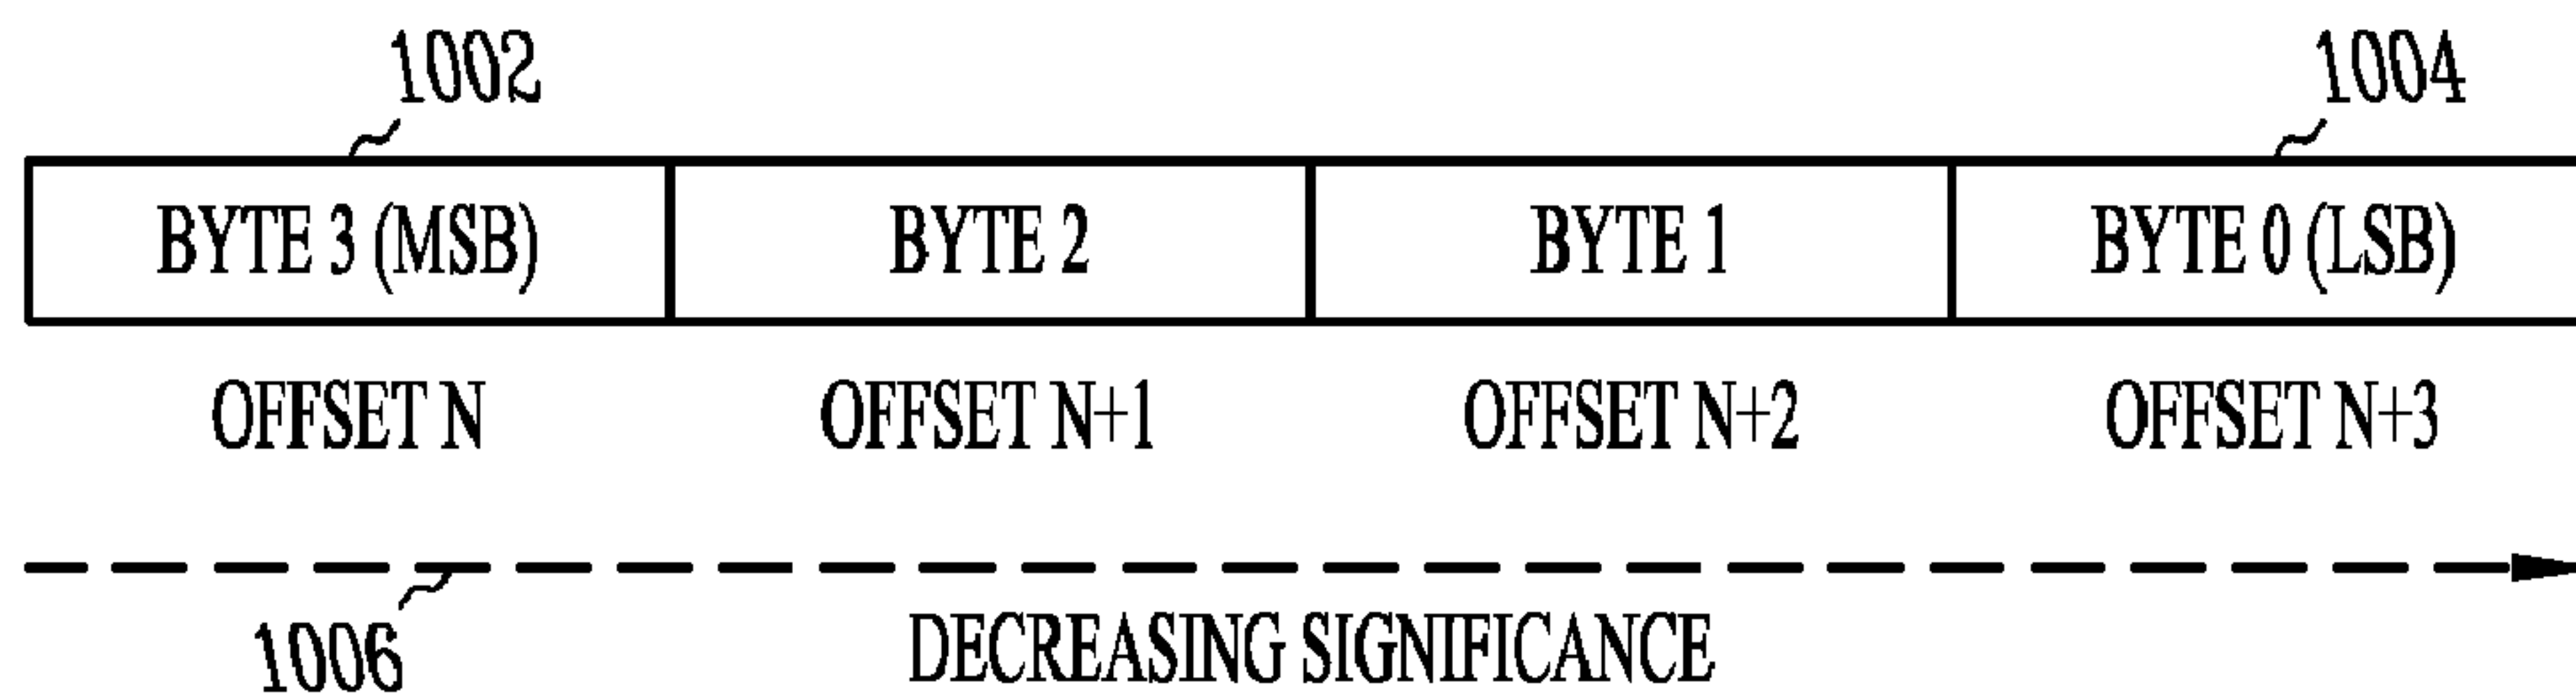 1002 1004
BYTE 3 (MSB) BYTE 2 BYTE 1 BYTE 0 (LSB)
OFFSET N OFFSET N+1 OFFSET N+2 OFFSET N+3
1006 DECREASING SIGNIFICANCE